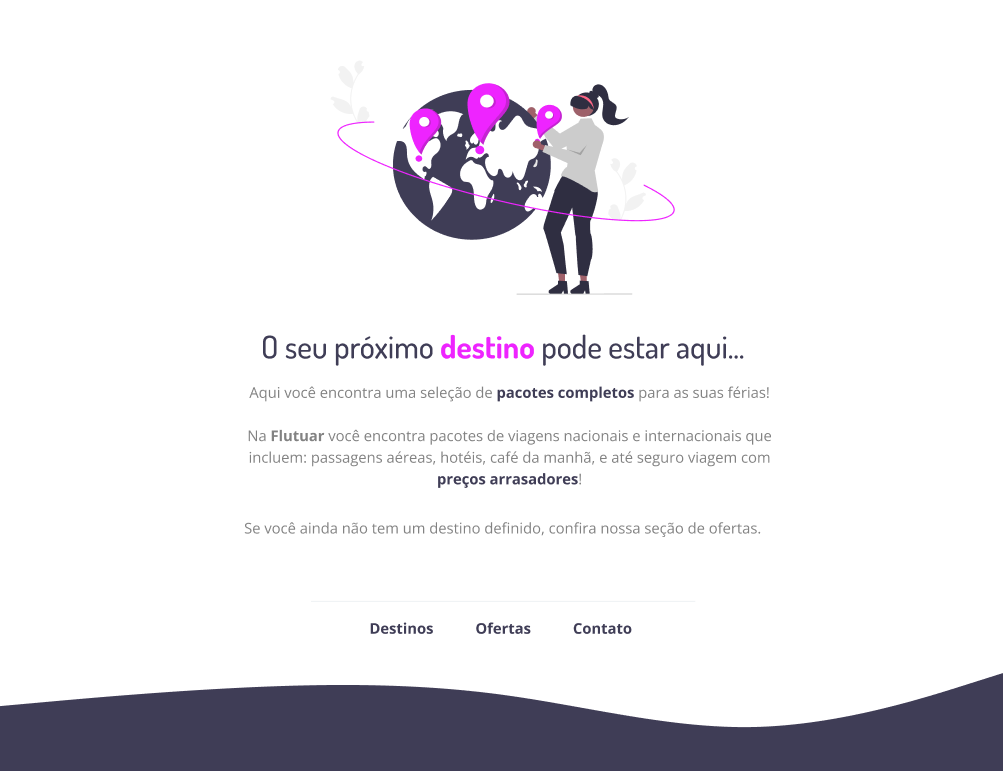 O seu próximo destino pode estar aqui...
Aqui você encontra uma seleção de pacotes completos para as suas férias!
Na Flutuar você encontra pacotes de viagens nacionais e internacionais que
incluem: passagens aéreas, hotéis, café da manhã, e até seguro viagem com
preços arrasadores!
Se você ainda não tem um destino definido, confira nossa seção de ofertas.
Destinos Ofertas Contato